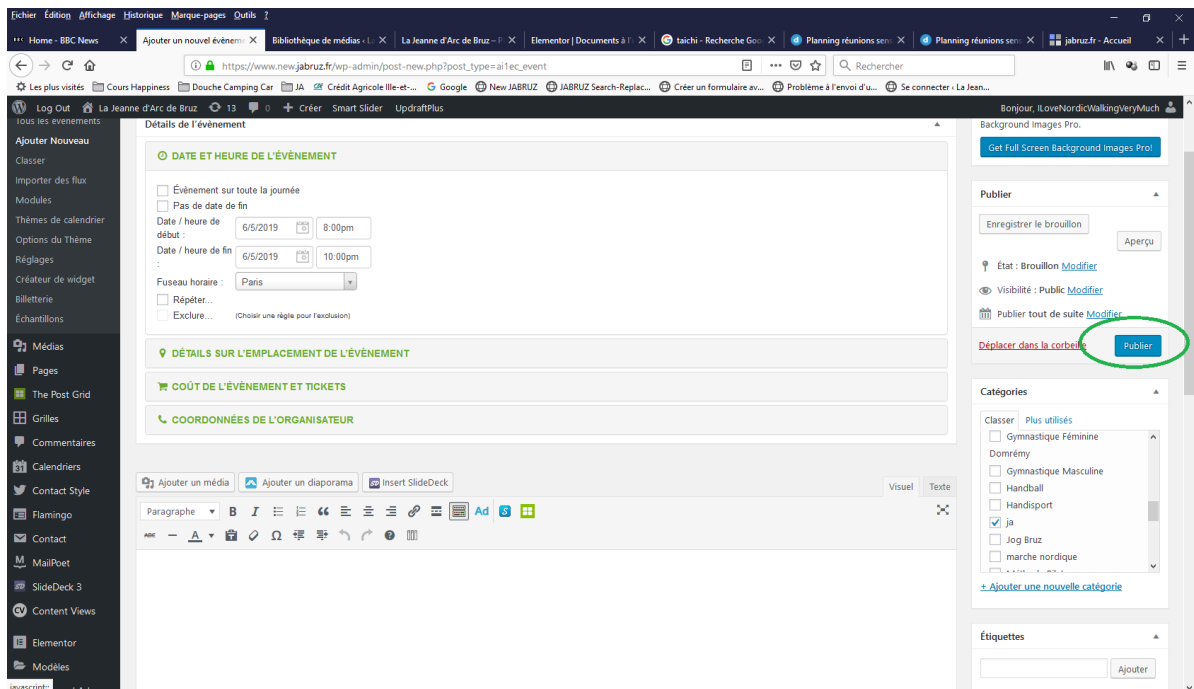 Fichier Édition Affichage Historique Marque-pages Outils ?
Home - BBC News
Ajouter un nouvel évènem
Bibliothèque de médias ‹ L
La Jeanne d'Arc de Bruz – P
Elementor | Documents à l'i
taichi - Recherche Goo
Planning réunions sem
Planning réunions sem
jabruz.fr - Accueil
https://www.new.jabruz.fr/wp-admin/post-new.php?post_type=ai1ec_event
Rechercher
Les plus visités Cours Happiness Douche Camping Car JA Crédit Agricole Ille-et-... Google New JABRUZ JABRUZ Search-Replac... Créer un formulaire av... Problème à l'envoi d'u... Se connecter ‹ La Jean...
Log Out La Jeanne d'Arc de Bruz 13 0 + Créer Smart Slider UpdraftPlus Bonjour, ILoveNordicWalkingVeryMuch
Tous les évènements
Ajouter Nouveau
Classer
Importer des flux
Modules
Thèmes de calendrier
Options du Thème
Réglages
Créateur de widget
Billetterie
Échantillons
Médias
Pages
The Post Grid
Grilles
Commentaires
Calendriers
Contact Style
Flamingo
Contact
MailPoet
SlideDeck 3
Content Views
Elementor
Modèles
javascript:;
Détails de l'évènement
DATE ET HEURE DE L'ÉVÈNEMENT
Évènement sur toute la journée
Pas de date de fin
Date / heure de début :
6/5/2019 8:00pm
Date / heure de fin :
6/5/2019 10:00pm
Fuseau horaire : Paris
Répéter...
Exclure... (Choisir une règle pour l'exclusion)
DÉTAILS SUR L'EMPLACEMENT DE L'ÉVÈNEMENT
COÛT DE L'ÉVÈNEMENT ET TICKETS
COORDONNÉES DE L'ORGANISATEUR
Ajouter un média Ajouter un diaporama Insert SlideDeck
Visuel Texte
Paragraphe B I Ad S
ABE A Ω
Background Images Pro.
Get Full Screen Background Images Pro!
Publier
Enregistrer le brouillon
Aperçu
État : Brouillon Modifier
Visibilité : Public Modifier
Publier tout de suite Modifier
Déplacer dans la corbeille Publier
Catégories
Classer Plus utilisés
Gymnastique Féminine
Domrémy
Gymnastique Masculine
Handball
Handisport
ja
Jog Bruz
marche nordique
+ Ajouter une nouvelle catégorie
Étiquettes
Ajouter